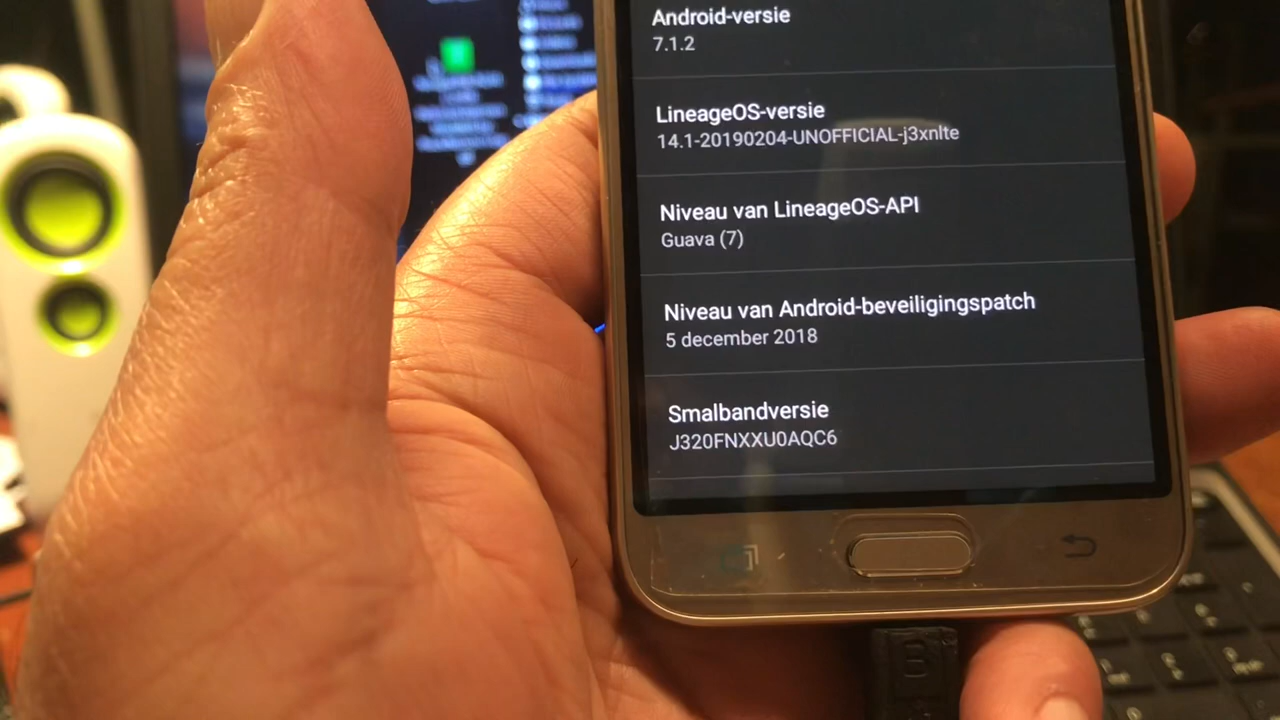 Android-versie
7.1.2
LineageOS-versie
14.1-20190204-UNOFFICIAL-j3xnlte
Niveau van LineageOS-API
Guava (7)
Niveau van Android-beveiligingspatch
5 december 2018
Smalbandversie
J320FNXXU0AQC6
B